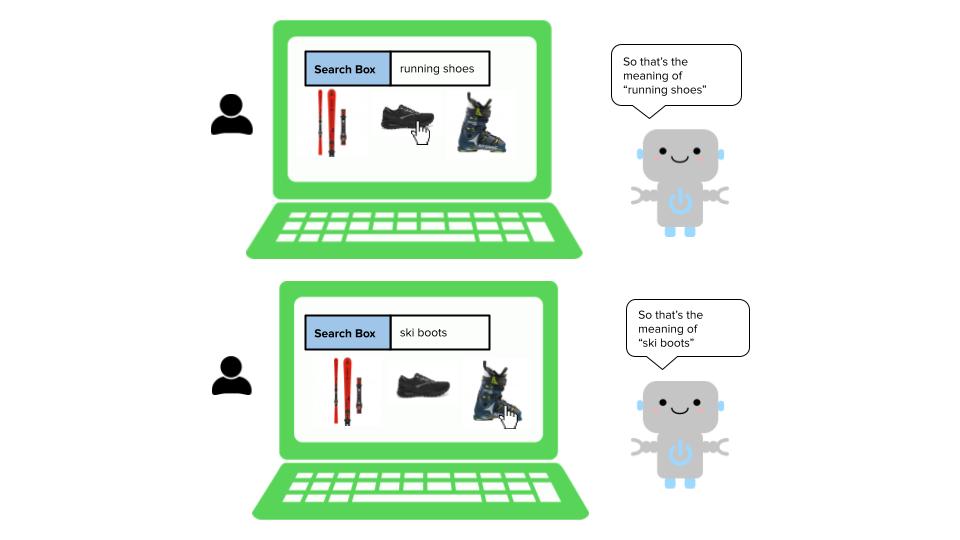 Search Box running shoes
So that's the
meaning of
“running shoes”
Search Box ski boots
So that's the
meaning of
“ski boots”